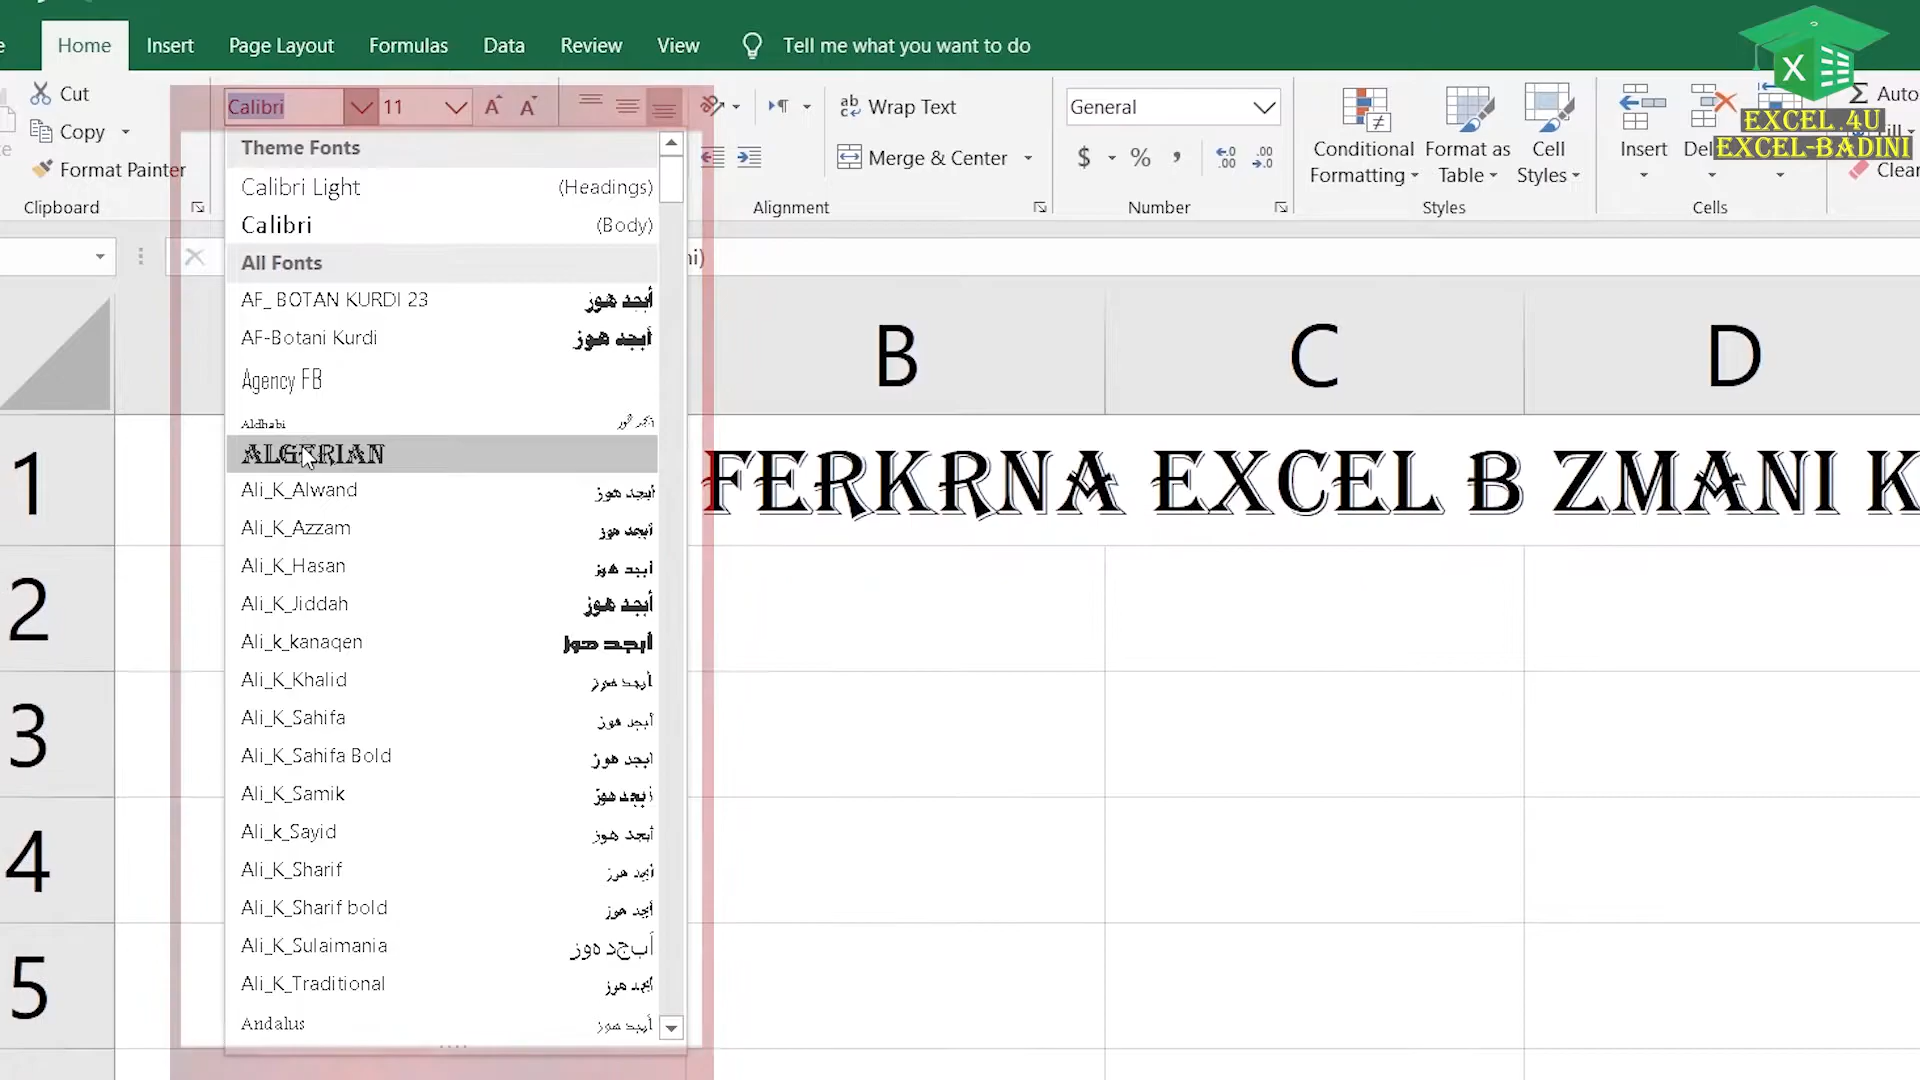 Home Insert Page Layout Formulas Data Review View Tell me what you want to do
X
EXCEL.4U
EXCEL-BADINI
Cut
Copy
Format Painter
Clipboard
Calibri 11
Wrap Text
Merge & Center
Alignment
General
$ % ,
Number
Conditional Formatting
Format as Table
Cell Styles
Styles
Insert
Cells
Theme Fonts
Calibri Light (Headings)
Calibri (Body)
All Fonts
AF_ BOTAN KURDI 23 أبجد هوز
AF-Botani Kurdi أبجد هوز
Agency FB
Aldhabi أبجد هوز
ALGERIAN
Ali_K_Alwand أبجد هوز
Ali_K_Azzam أبجد هوز
Ali_K_Hasan أبجد هوز
Ali_K_Jiddah أبجد هوز
Ali_k_kanaqen أبجد هوز
Ali_K_Khalid أبجد هوز
Ali_K_Sahifa أبجد هوز
Ali_K_Sahifa Bold أبجد هوز
Ali_K_Samik أبجد هوز
Ali_k_Sayid أبجد هوز
Ali_K_Sharif أبجد هوز
Ali_K_Sharif bold أبجد هوز
Ali_K_Sulaimania أبجد هوز
Ali_K_Traditional أبجد هوز
Andalus أبجد هوز
B C D
1 FERKRNA EXCEL B ZMANI K
2
3
4
5